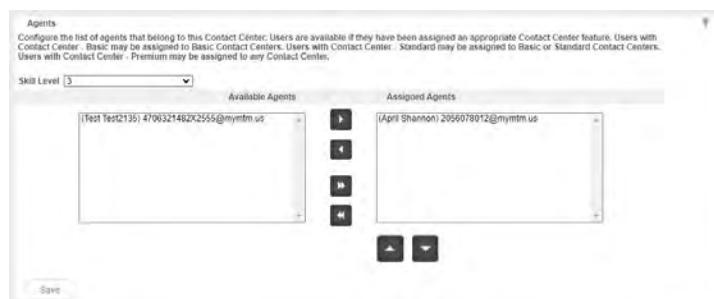 Agents
Configure the list of agents that belong to this Contact Center. Users are available if they have been assigned an appropriate Contact Center feature. Users with
Contact Center - Basic may be assigned to Basic Contact Centers. Users with Contact Center - Standard may be assigned to Basic or Standard Contact Centers.
Users with Contact Center - Premium may be assigned to any Contact Center.
Skill Level 3
Available Agents Assigned Agents
(Test Test2135) 4706321482X2555@mymtm.us (April Shannon) 2056078012@mymtm.us
Save